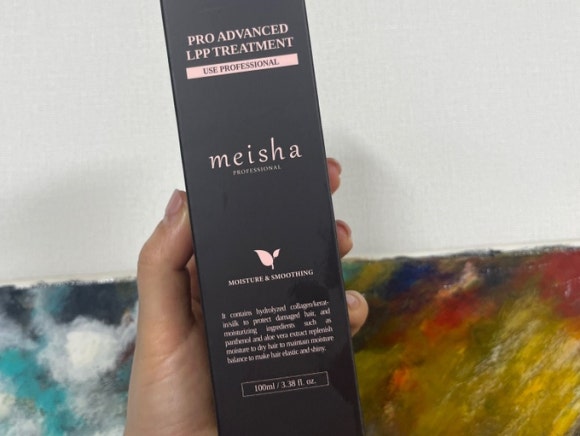 PRO ADVANCED
LPP TREATMENT
USE PROFESSIONAL
meisha
PROFESSIONAL
MOISTURE & SMOOTHING
It contains hydrolyzed collagen/kerat-
in/silk to protect damaged hair, and
moisturizing ingredients such as
panthenol and aloe vera extract replenish
moisture to dry hair to maintain moisture
balance to make hair elastic and shiny.
100ml / 3.38 fl. oz.